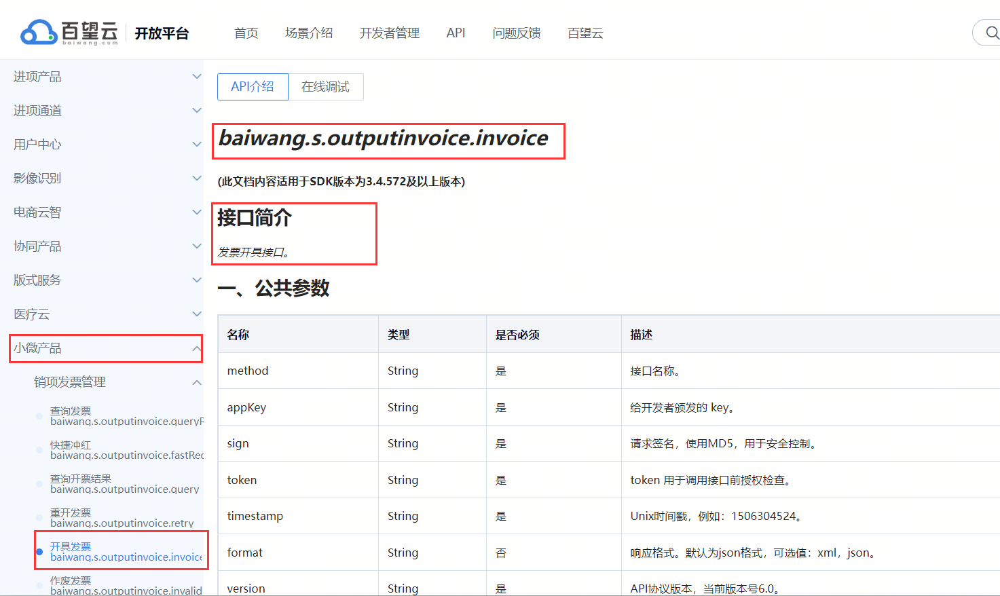 百望云
baiwang.com
开放平台
首页
场景介绍
开发者管理
API
问题反馈
百望云
进项产品
进项通道
用户中心
影像识别
电商云智
协同产品
版式服务
医疗云
小微产品
销项发票管理
查询发票
baiwang.s.outputinvoice.queryP
快捷冲红
baiwang.s.outputinvoice.fastRed
查询开票结果
baiwang.s.outputinvoice.query
重开发票
baiwang.s.outputinvoice.retry
开具发票
baiwang.s.outputinvoice.invoice
作废发票
baiwang.s.outputinvoice.invalid
API介绍
在线调试
baiwang.s.outputinvoice.invoice
(此文档内容适用于SDK版本为3.4.572及以上版本)
接口简介
发票开具接口。
一、公共参数
名称 类型 是否必须 描述
method String 是 接口名称。
appKey String 是 给开发者颁发的 key。
sign String 是 请求签名，使用MD5，用于安全控制。
token String 是 token 用于调用接口前授权检查。
timestamp String 是 Unix时间戳，例如：1506304524。
format String 否 响应格式。默认为json格式，可选值：xml，json。
version String 是 API协议版本，当前版本号6.0。